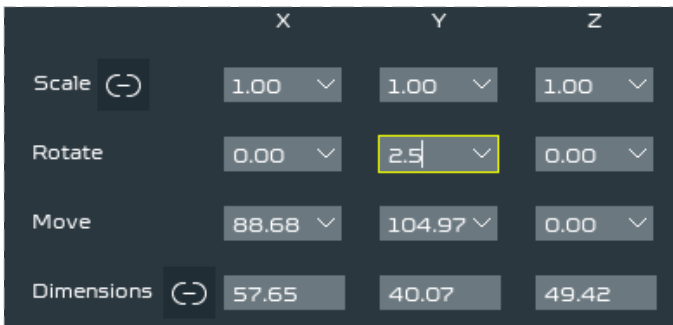 X Y Z
Scale 1.00 1.00 1.00
Rotate 0.00 2.5 0.00
Move 88.68 104.97 0.00
Dimensions 57.65 40.07 49.42